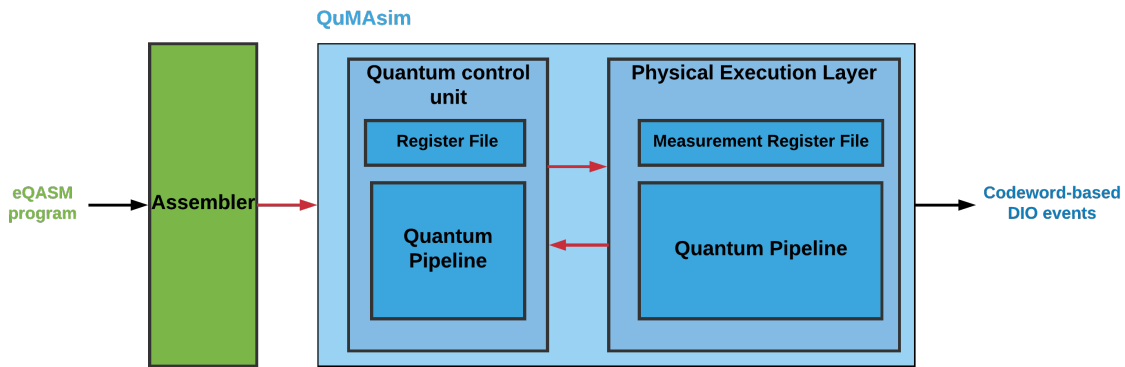 QuMAsim
eQASM
program
Assembler
Quantum control
unit
Register File
Quantum
Pipeline
Physical Execution Layer
Measurement Register File
Quantum Pipeline
Codeword-based
DIO events